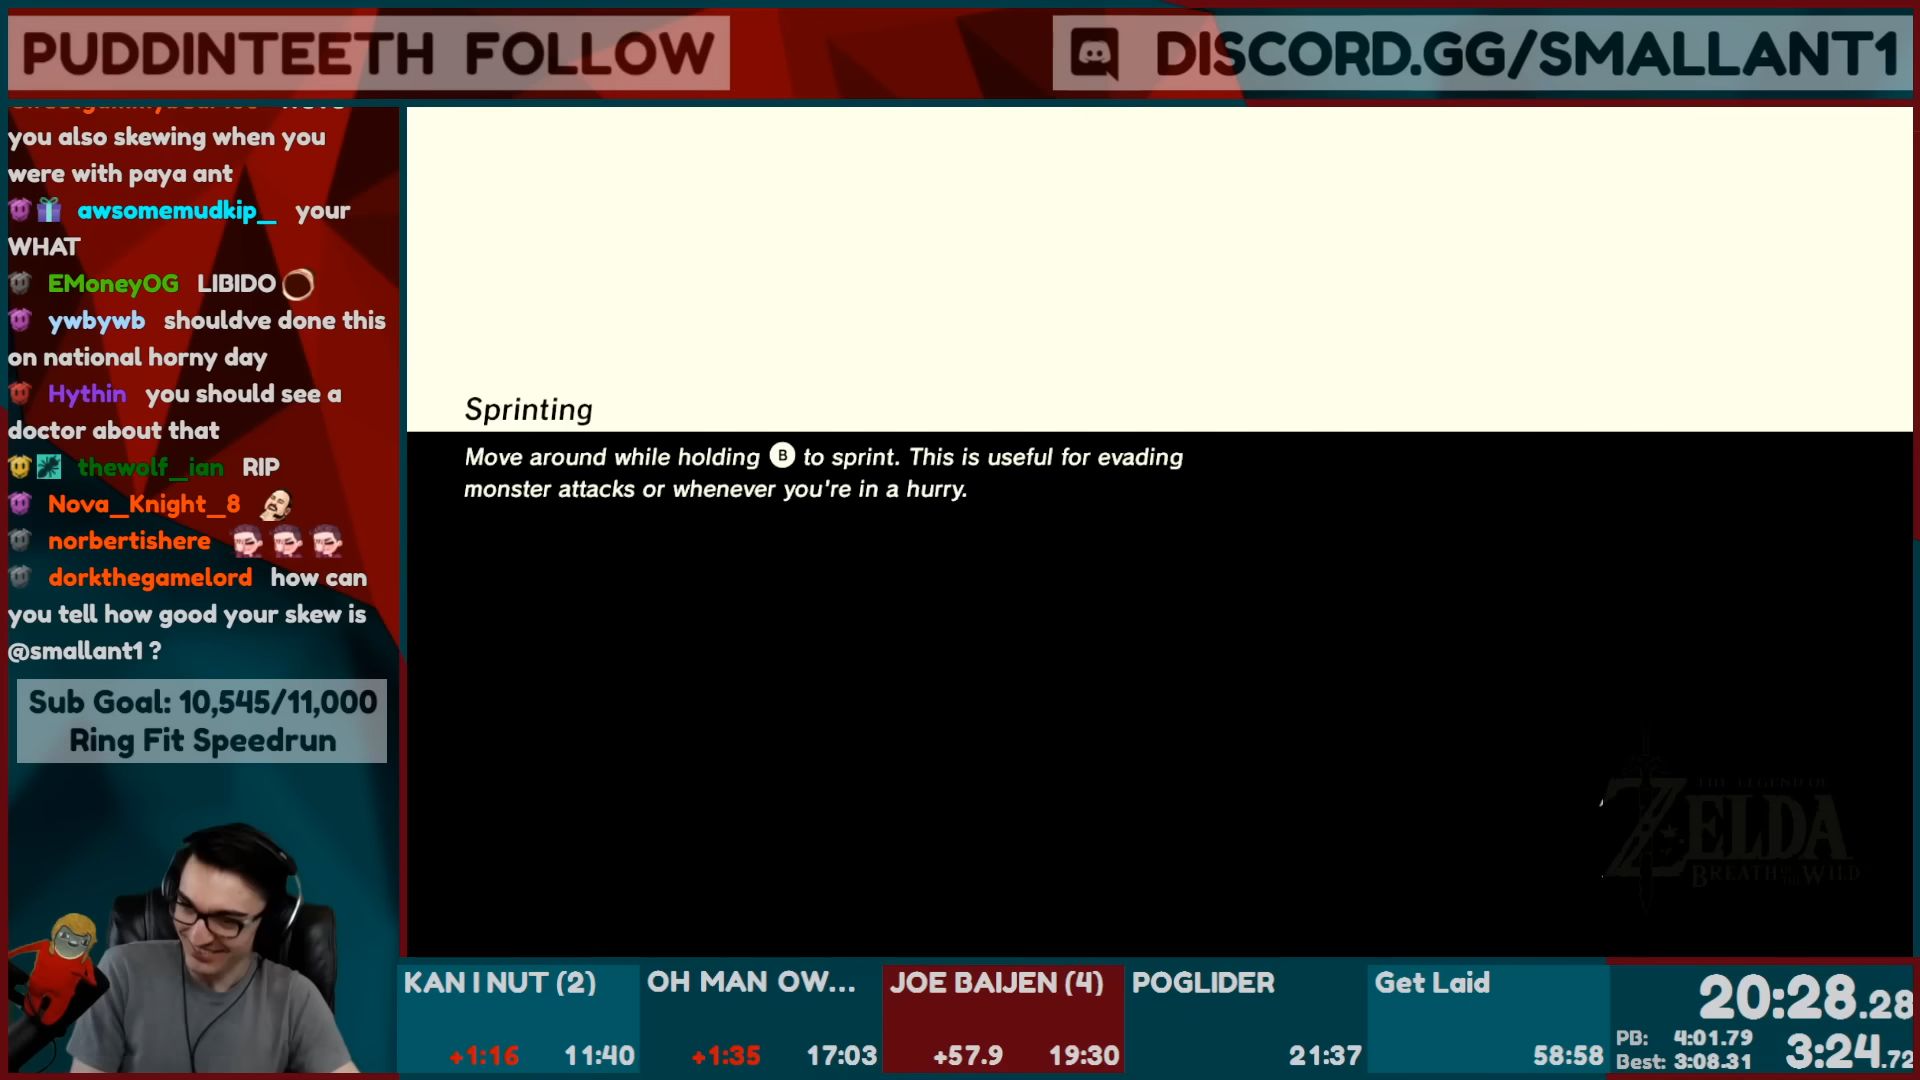 PUDDINTEETH FOLLOW
DISCORD.GG/SMALLANT1
you also skewing when you
were with paya ant
awsomemudkip_ your
WHAT
EMoneyOG LIBIDO
ywbywb shouldve done this
on national horny day
Hythin you should see a
doctor about that
thewolf_ian RIP
Nova_Knight_8
norbertishere
dorkthegamelord how can
you tell how good your skew is
@smallant1 ?
Sub Goal: 10,545/11,000
Ring Fit Speedrun
Sprinting
Move around while holding B to sprint. This is useful for evading
monster attacks or whenever you're in a hurry.
THE LEGEND OF
ZELDA
BREATH OF THE WILD
KAN I NUT (2)
+1:16 11:40
OH MAN OW...
+1:35 17:03
JOE BAIJEN (4)
+57.9 19:30
POGLIDER
21:37
Get Laid
58:58
20:28.28
PB: 4:01.79
Best: 3:08.31
3:24.72